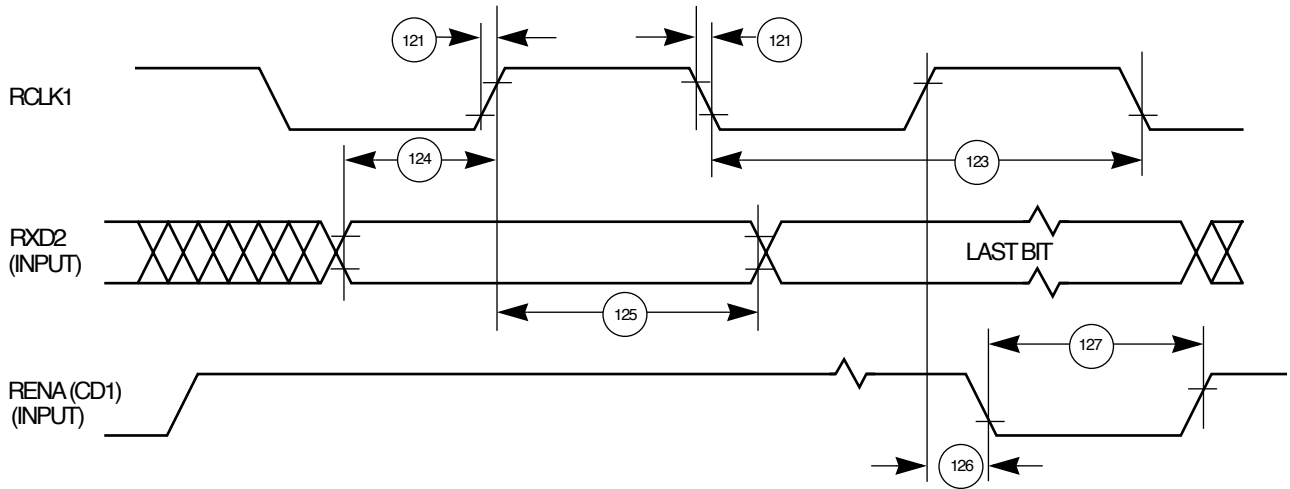 121
121
RCLK1
124
123
RXD2
(INPUT)
LAST BIT
125
127
RENA (CD1)
(INPUT)
126